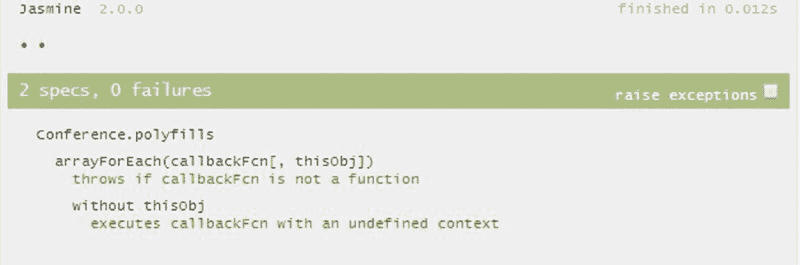 Jasmine 2.0.0 finished in 0.012s
• •
2 specs, 0 failures raise exceptions
Conference.polyfills
arrayForEach(callbackFcn[, thisObj])
throws if callbackFcn is not a function
without thisObj
executes callbackFcn with an undefined context